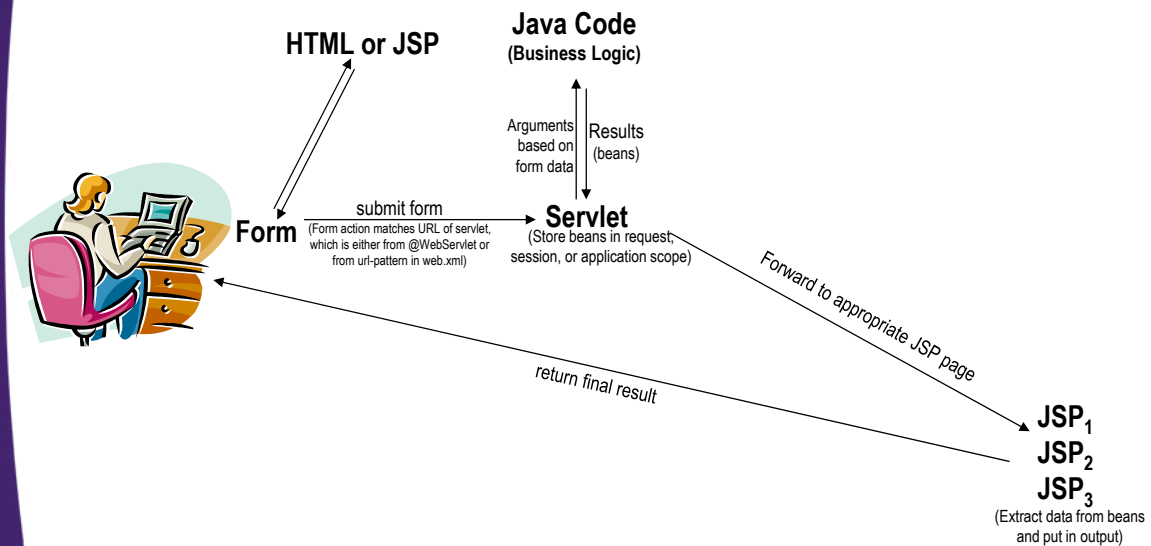 HTML or JSP
Java Code
(Business Logic)
Arguments
based on
form data
Results
(beans)
Form
submit form
(Form action matches URL of servlet,
which is either from @WebServlet or
from url-pattern in web.xml)
Servlet
(Store beans in request,
session, or application scope)
Forward to appropriate JSP page
return final result
JSP1
JSP2
JSP3
(Extract data from beans
and put in output)